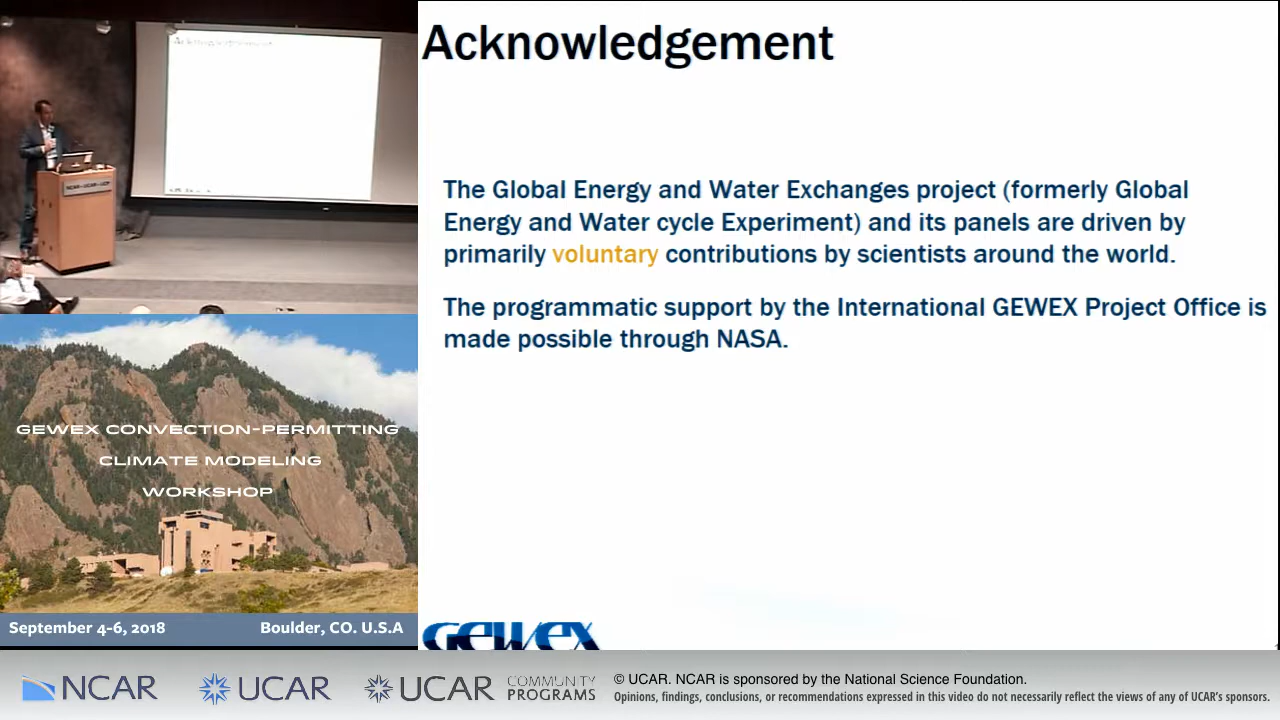 Acknowledgement
The Global Energy and Water Exchanges project (formerly Global
Energy and Water cycle Experiment) and its panels are driven by
primarily voluntary contributions by scientists around the world.
The programmatic support by the International GEWEX Project Office is
made possible through NASA.
GEWEX
NCAR-UCAR-UCP
GEWEX CONVECTION-PERMITTING
CLIMATE MODELING
WORKSHOP
September 4-6, 2018 Boulder, CO. U.S.A
NCAR
UCAR
UCAR COMMUNITY PROGRAMS
© UCAR. NCAR is sponsored by the National Science Foundation.
Opinions, findings, conclusions, or recommendations expressed in this video do not necessarily reflect the views of any of UCAR's sponsors.